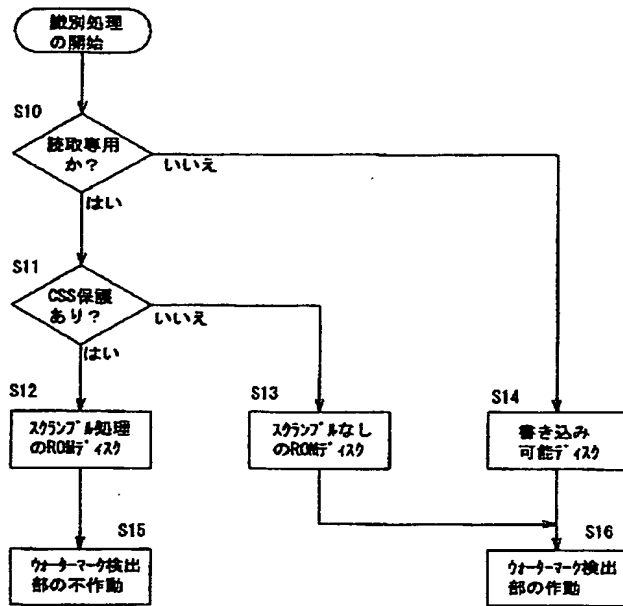 識別処理
の開始
S10
読取専用
か？
いいえ
はい
S11
CSS保護
あり？
いいえ
はい
S12
スクランブル処理
のROMディスク
S13
スクランブルなし
のROMディスク
S14
書き込み
可能ディスク
S15
ウォーターマーク検出
部の不作動
S16
ウォーターマーク検出
部の作動